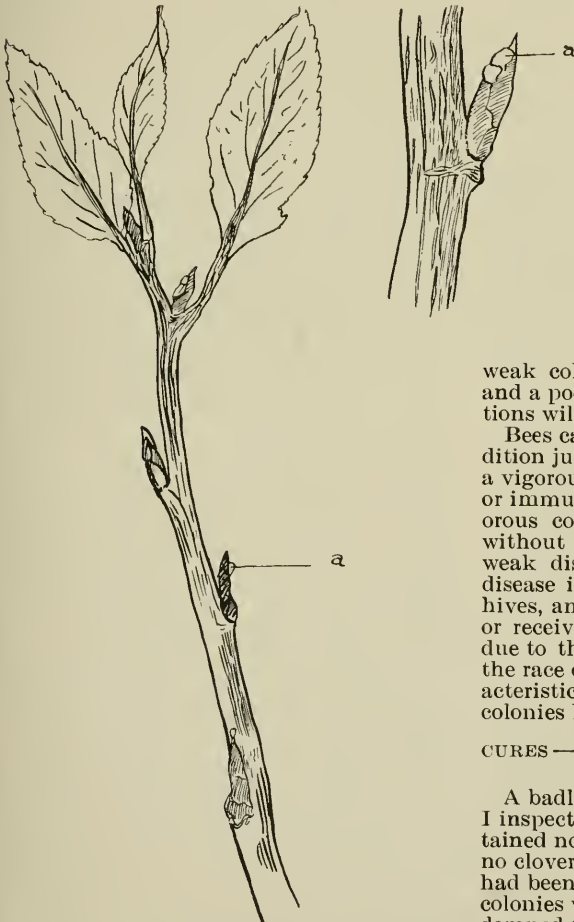 a
a
weak col
and a po
tions wil
Bees ca
dition ju
a vigorou
or immu
orous co
without
weak dis
disease i
hives, an
or receiv
due to th
the race
acteristic
colonies
CURES —
A badl
I inspect
tained no
no clover
had been
colonies